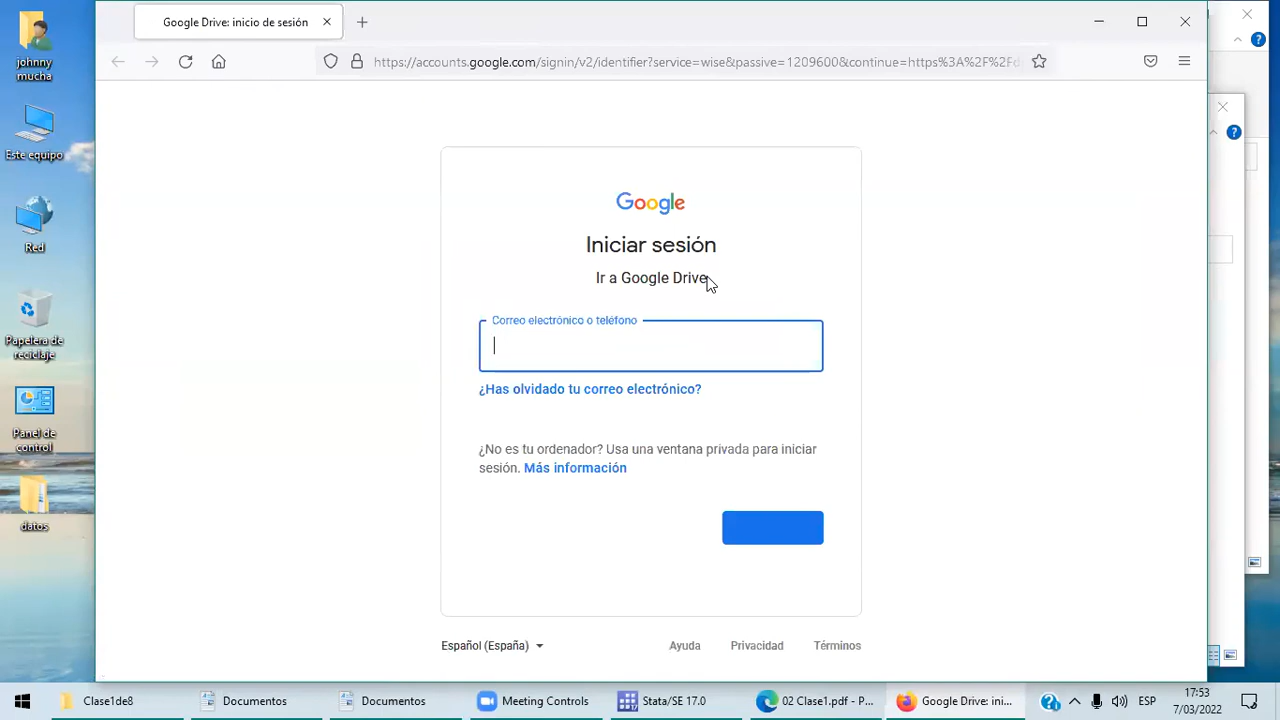 Google Drive: inicio de sesión
https://accounts.google.com/sign
/v2/identifier?service=wise&passive=1209600&continue=https%3A%2F%2Fd
johnny
mucha
Este equipo
Red
Papelera de
reciclaje
Panel de
control
datos
Google
Iniciar sesión
Ir a Google Drive
Correo electrónico o teléfono
¿Has olvidado tu correo electrónico?
¿No es tu ordenador? Usa una ventana privada para iniciar
sesión. Más información
Español (España)
Ayuda
Privacidad
Términos
Clase1de8
Documentos
Documentos
Meeting Controls
Stata/SE 17.0
02 Clase1.pdf - P...
Google Drive: ini...
ESP
17:53
7/03/2022